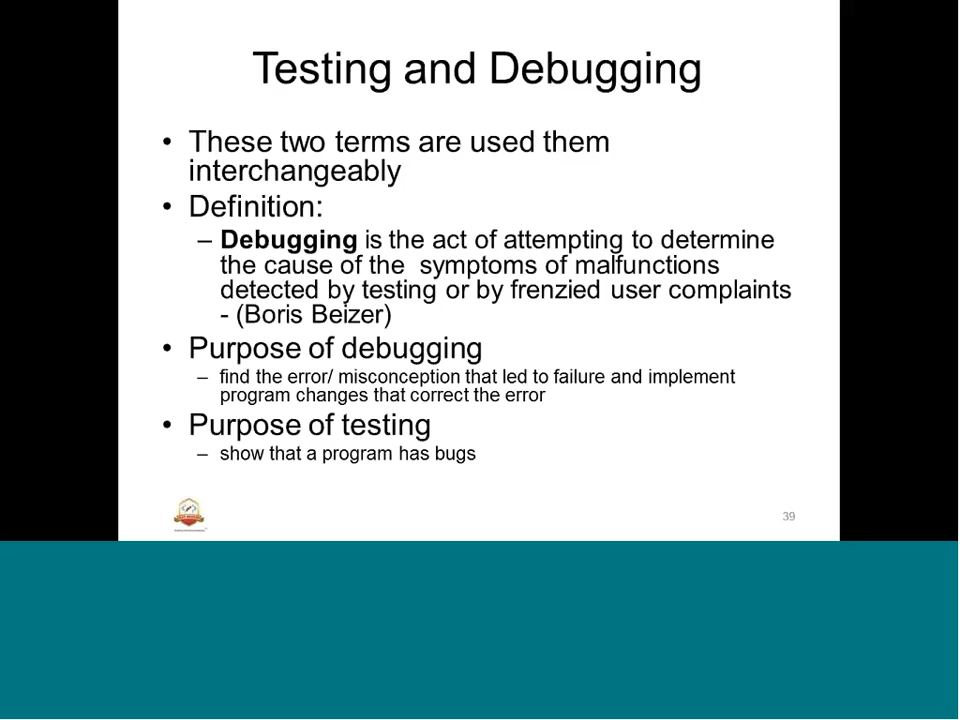 Testing and Debugging
• These two terms are used them
interchangeably
• Definition:
– Debugging is the act of attempting to determine
the cause of the symptoms of malfunctions
detected by testing or by frenzied user complaints
- (Boris Beizer)
• Purpose of debugging
– find the error/ misconception that led to failure and implement
program changes that correct the error
• Purpose of testing
– show that a program has bugs
39